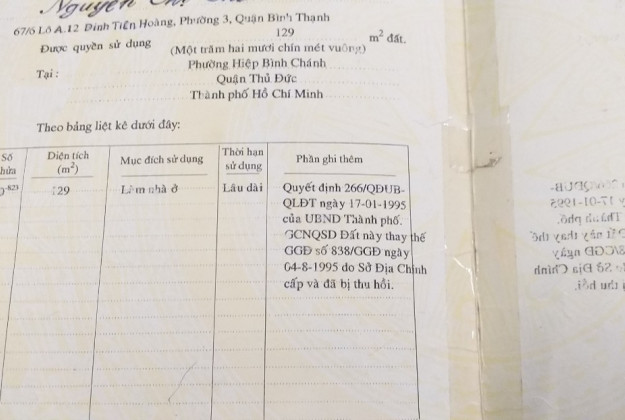 Nguyễn
67/6 Lô A.12 Đinh Tiên Hoàng, Phường 3, Quận Bình Thạnh
Được quyền sử dụng 129 m² đất.
(Một trăm hai mươi chín mét vuông)
Tại : Phường Hiệp Bình Chánh
Quận Thủ Đức
Thành phố Hồ Chí Minh
Theo bảng liệt kê dưới đây:
Số thửa
Diện tích (m²)
Mục đích sử dụng
Thời hạn sử dụng
Phần ghi thêm
129
Làm nhà ở
Lâu dài
Quyết định 266/QĐUB-
QLĐT ngày 17-01-1995
của UBND Thành phố.
GCNQSD Đất này thay thế
GGĐ số 838/GGĐ ngày
04-8-1995 do Sở Địa Chính
cấp và đã bị thu hồi.